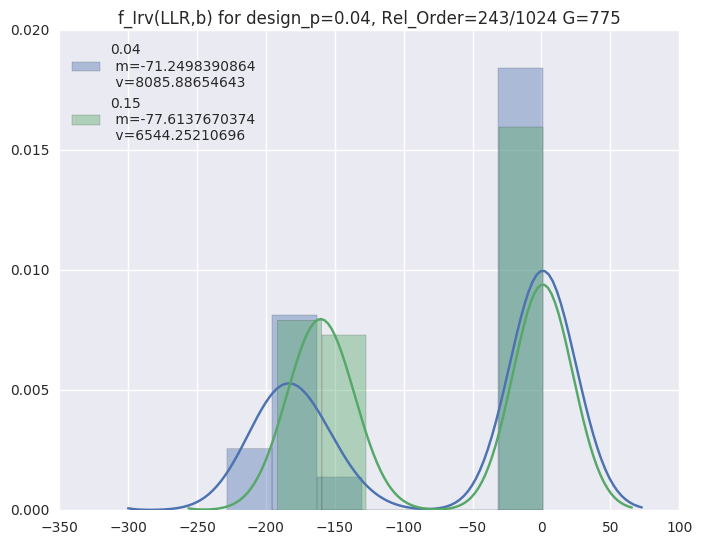 f_Irv(LLR,b) for design_p=0.04, Rel_Order=243/1024 G=775
0.04
m=-71.2498390864
v=8085.88654643
0.15
m=-77.6137670374
v=6544.25210696
0.020
0.015
0.010
0.005
0.000
−350 −300 −250 −200 −150 −100 −50 0 50 100